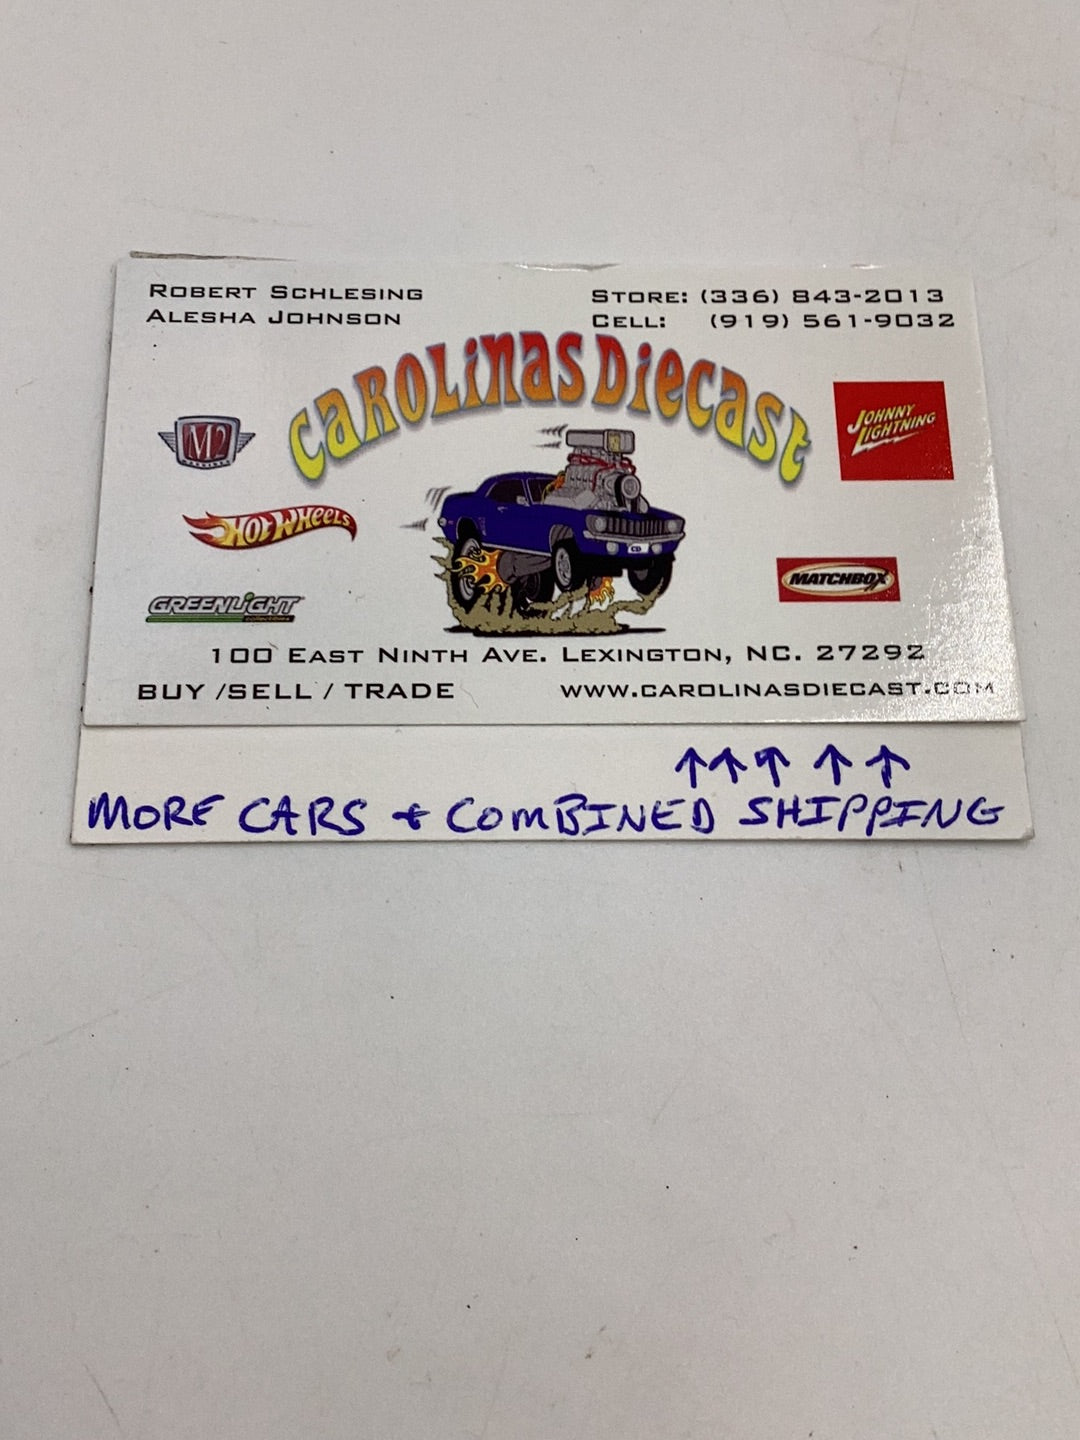 ROBERT SCHLESING
ALESHA JOHNSON
STORE: (336) 843-2013
CELL: (919) 561-9032
CAROLINAS DIECAST
M2
JOHNNY LIGHTNING
HOT WHEELS
CD
MATCHBOX
GREENLIGHT
collectibles
100 EAST NINTH AVE. LEXINGTON, NC. 27292
BUY /SELL / TRADE
WWW.CAROLINASDIECAST.COM
↑↑↑ ↑ ↑
MORE CARS + COMBINED SHIPPING